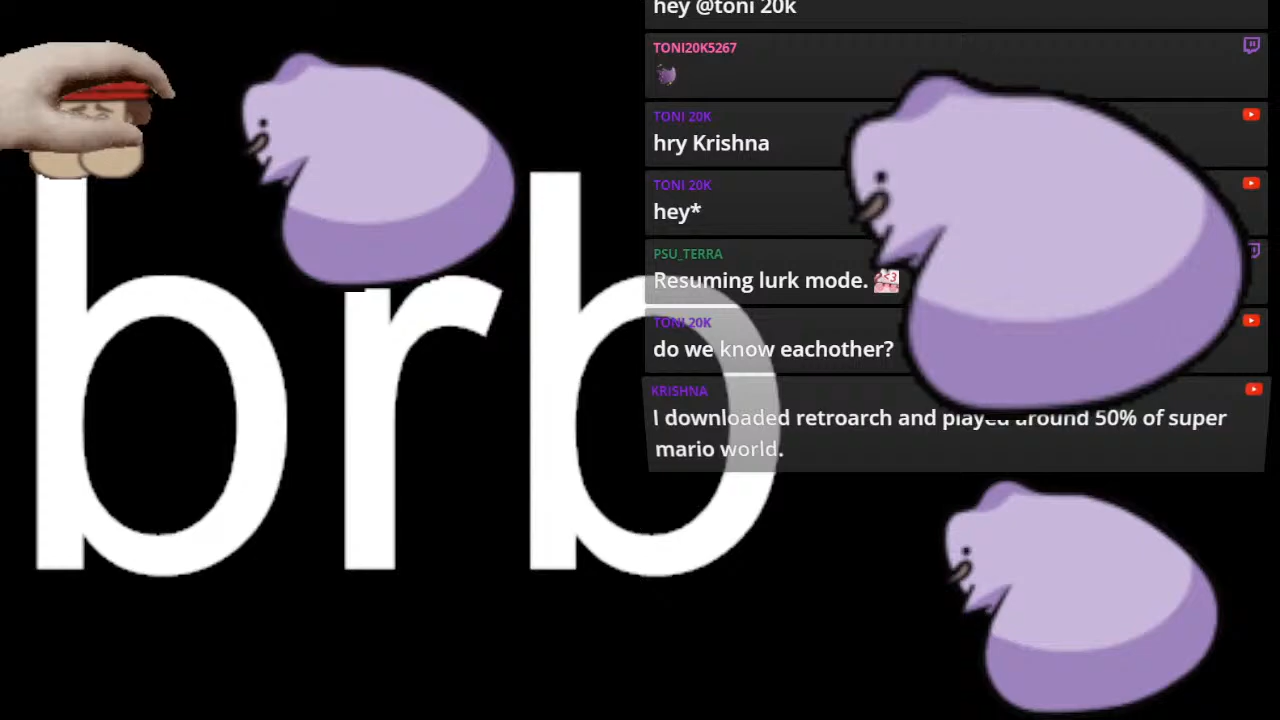 brb
hey @toni 20k
TONI20K5267
TONI 20K
hry Krishna
TONI 20K
hey*
PSU_TERRA
Resuming lurk mode.
TONI 20K
do we know eachother?
KRISHNA
I downloaded retroarch and played around 50% of super
mario world.